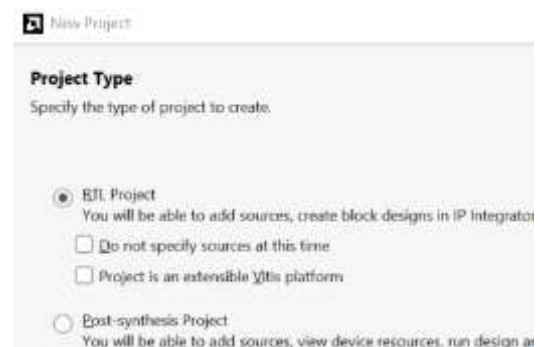 New Project
Project Type
Specify the type of project to create.
RTL Project
You will be able to add sources, create block designs in IP Integrator
Do not specify sources at this time
Project is an extensible Vitis platform
Post-synthesis Project
You will be able to add sources, view device resources, run design an